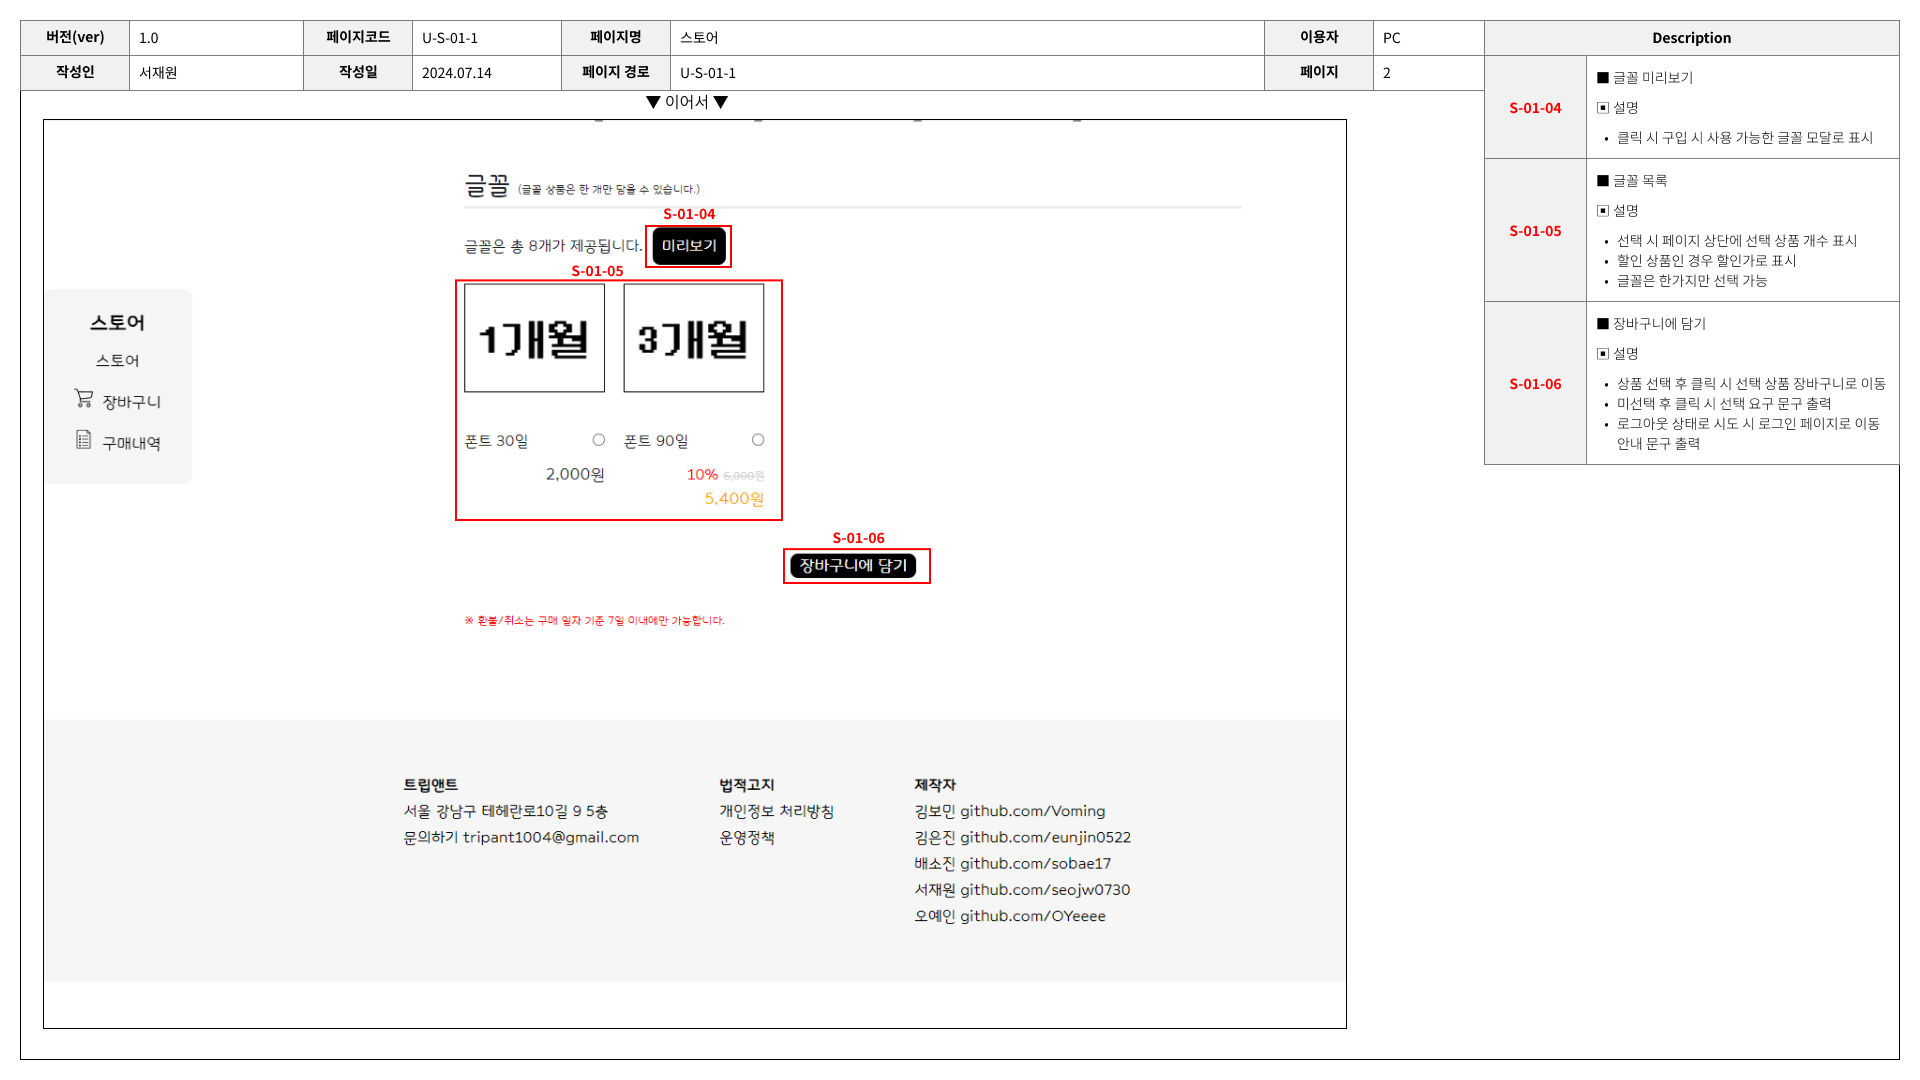 버전(ver) 1.0 페이지코드 U-S-01-1 페이지명 스토어 이용자 PC Description
작성인 서재원 작성일 2024.07.14 페이지 경로 U-S-01-1 페이지 2
▼ 이어서 ▼
글꼴 (글꼴 상품은 한 개만 담을 수 있습니다.)
S-01-04
글꼴은 총 8개가 제공됩니다. 미리보기
S-01-05
1개월 3개월
폰트 30일 폰트 90일
2,000원 10% 6,000원
5,400원
S-01-06
장바구니에 담기
※ 환불/취소는 구매 일자 기준 7일 이내에만 가능합니다.
스토어
스토어
장바구니
구매내역
트립앤트
서울 강남구 테헤란로10길 9 5층
문의하기 tripant1004@gmail.com
법적고지
개인정보 처리방침
운영정책
제작자
김보민 github.com/Voming
김은진 github.com/eunjin0522
배소진 github.com/sobae17
서재원 github.com/seojw0730
오예인 github.com/OYeeee
S-01-04
■ 글꼴 미리보기
▣ 설명
• 클릭 시 구입 시 사용 가능한 글꼴 모달로 표시
S-01-05
■ 글꼴 목록
▣ 설명
• 선택 시 페이지 상단에 선택 상품 개수 표시
• 할인 상품인 경우 할인가로 표시
• 글꼴은 한가지만 선택 가능
S-01-06
■ 장바구니에 담기
▣ 설명
• 상품 선택 후 클릭 시 선택 상품 장바구니로 이동
• 미선택 후 클릭 시 선택 요구 문구 출력
• 로그아웃 상태로 시도 시 로그인 페이지로 이동
안내 문구 출력